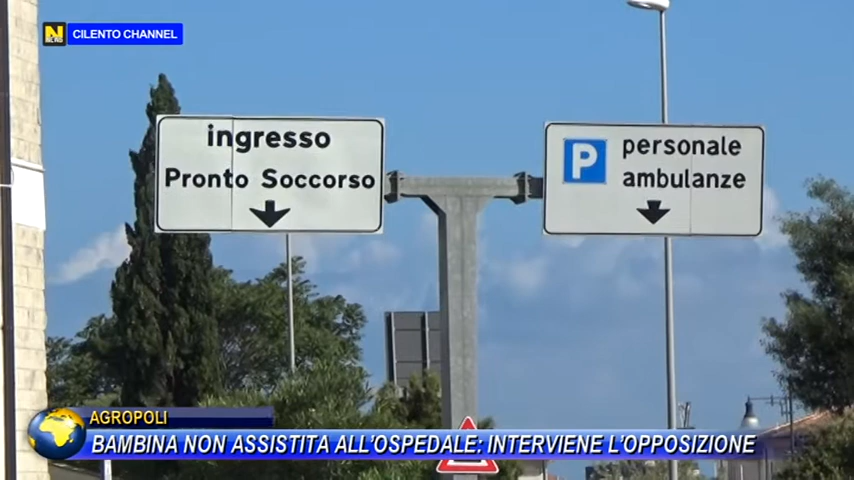 CILENTO CHANNEL
ingresso
Pronto Soccorso
P personale
ambulanze
AGROPOLI
BAMBINA NON ASSISTITA ALL'OSPEDALE: INTERVIENE L'OPPOSIZIONE